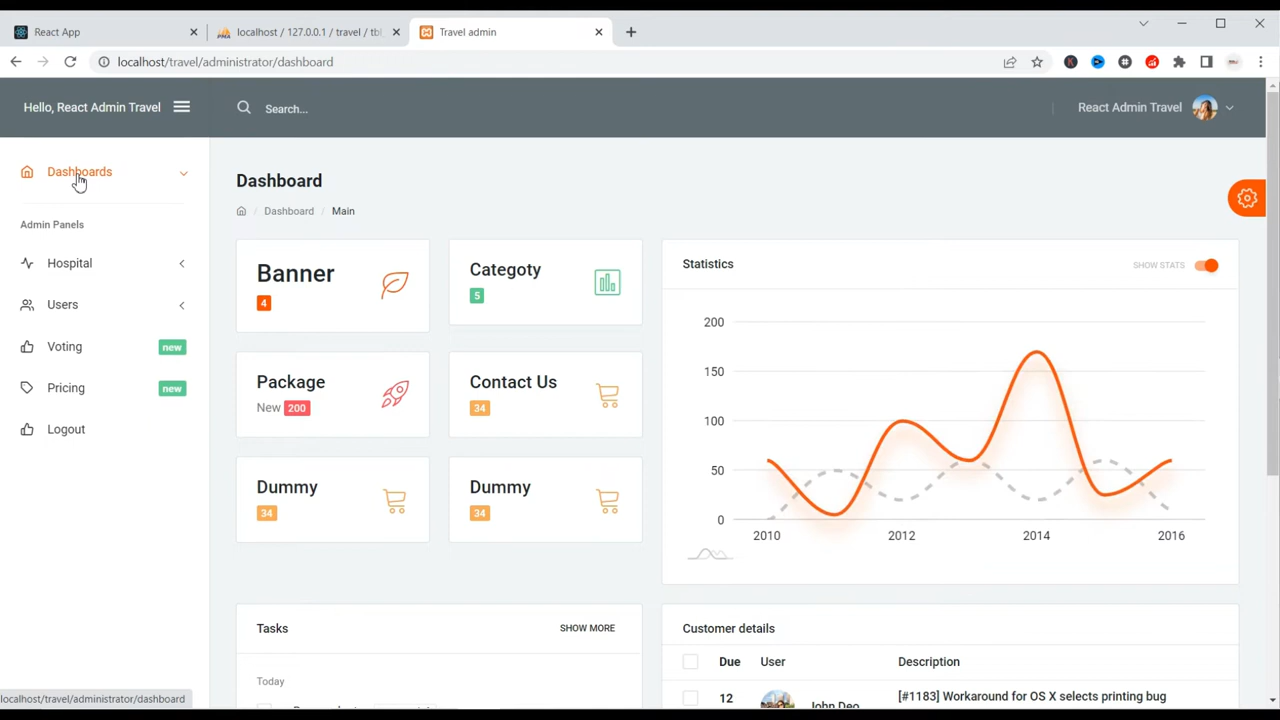 React App
localhost / 127.0.0.1 / travel / tbl
Travel admin
localhost/travel/administrator/dashboard
Hello, React Admin Travel
Search...
React Admin Travel
Dashboards
Admin Panels
Hospital
Users
Voting
new
Pricing
new
Logout
Dashboard
/ Dashboard / Main
Banner
4
Categoty
5
Package
New 200
Contact Us
34
Dummy
34
Dummy
34
Statistics
SHOW STATS
200
150
100
50
0
2010
2012
2014
2016
Tasks
SHOW MORE
Today
Customer details
Due
User
Description
12
John Deo
[#1183] Workaround for OS X selects printing bug
localhost/travel/administrator/dashboard